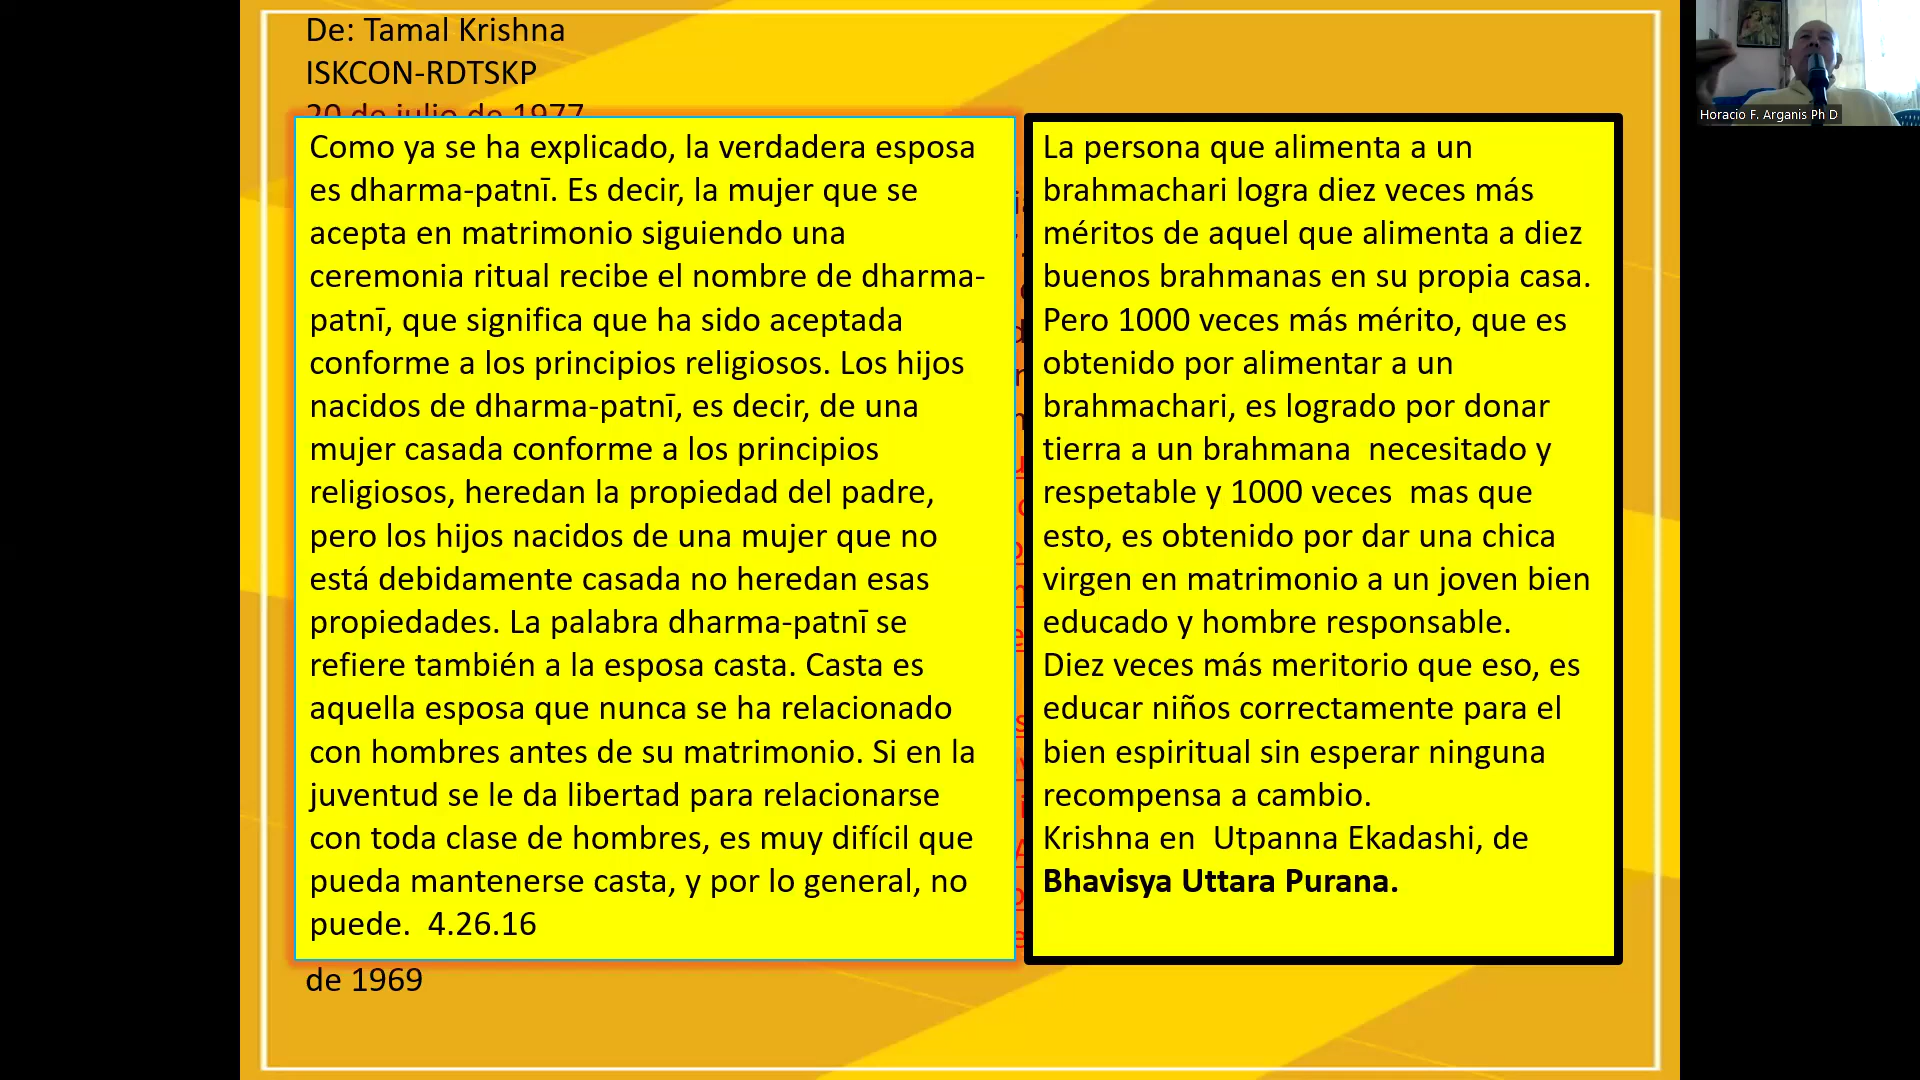 De: Tamal Krishna
ISKCON-RDTSKP
20 de julio de 1977
Como ya se ha explicado, la verdadera esposa
es dharma-patnī. Es decir, la mujer que se
acepta en matrimonio siguiendo una
ceremonia ritual recibe el nombre de dharma-
patnī, que significa que ha sido aceptada
conforme a los principios religiosos. Los hijos
nacidos de dharma-patnī, es decir, de una
mujer casada conforme a los principios
religiosos, heredan la propiedad del padre,
pero los hijos nacidos de una mujer que no
está debidamente casada no heredan esas
propiedades. La palabra dharma-patnī se
refiere también a la esposa casta. Casta es
aquella esposa que nunca se ha relacionado
con hombres antes de su matrimonio. Si en la
juventud se le da libertad para relacionarse
con toda clase de hombres, es muy difícil que
pueda mantenerse casta, y por lo general, no
puede.  4.26.16
de 1969
La persona que alimenta a un
brahmachari logra diez veces más
méritos de aquel que alimenta a diez
buenos brahmanas en su propia casa.
Pero 1000 veces más mérito, que es
obtenido por alimentar a un
brahmachari, es logrado por donar
tierra a un brahmana  necesitado y
respetable y 1000 veces  mas que
esto, es obtenido por dar una chica
virgen en matrimonio a un joven bien
educado y hombre responsable.
Diez veces más meritorio que eso, es
educar niños correctamente para el
bien espiritual sin esperar ninguna
recompensa a cambio.
Krishna en  Utpanna Ekadashi, de
Bhavisya Uttara Purana.
Horacio F. Arganis Ph D